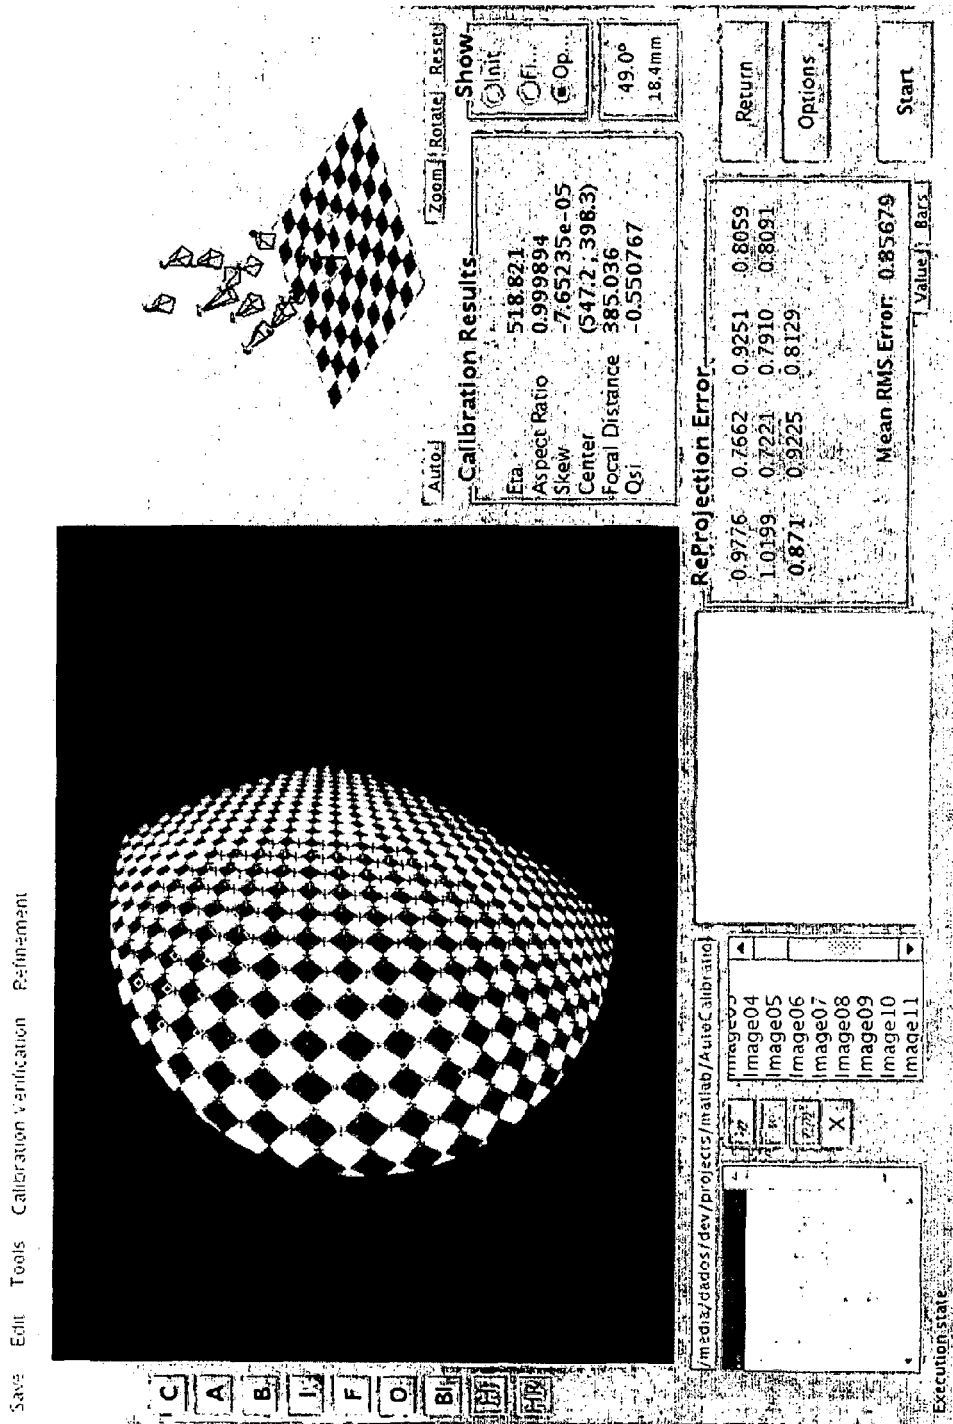 Save Edit Tools Calibration Verification Refinement
C
A
B
I
F
O
BI
HR
Auto
Zoom Rotate Reset
Calibration Results
Eta 518.821
Aspect Ratio 0.999894
Skew -7.65235e-05
Center (547.2 ; 398.3)
Focal Distance 385.036
Qsi -0.550767
Show
Init
Fi...
Op...
49.0º
18.4mm
/media/dados/dev/projects/matlab/AutoCalibratio
Image04
Image05
Image06
Image07
Image08
Image09
Image10
Image11
X
ReProjection Error
0.9776 0.7662 0.9251 0.8059
1.0199 0.7221 0.7910 0.8091
0.871 0.9225 0.8129
Mean RMS Error: 0.85679
Value Bars
Return
Options
Start
Execution state